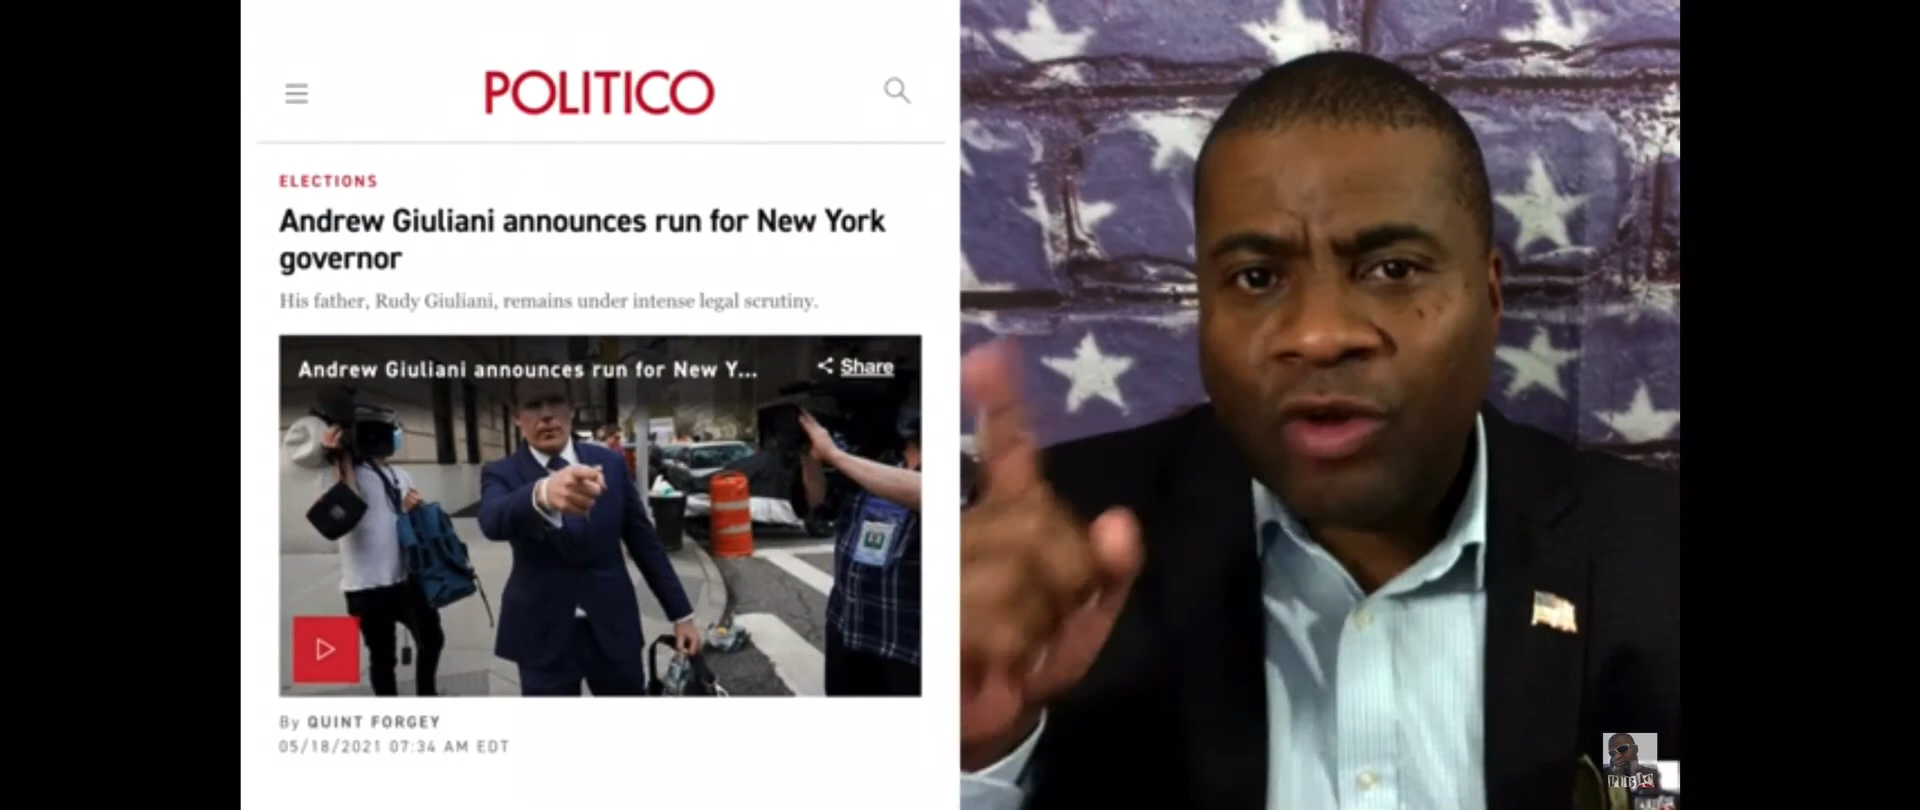 POLITICO
ELECTIONS
Andrew Giuliani announces run for New York
governor
His father, Rudy Giuliani, remains under intense legal scrutiny.
Andrew Giuliani announces run for New Y...
Share
By QUINT FORGEY
05/18/2021 07:34 AM EDT